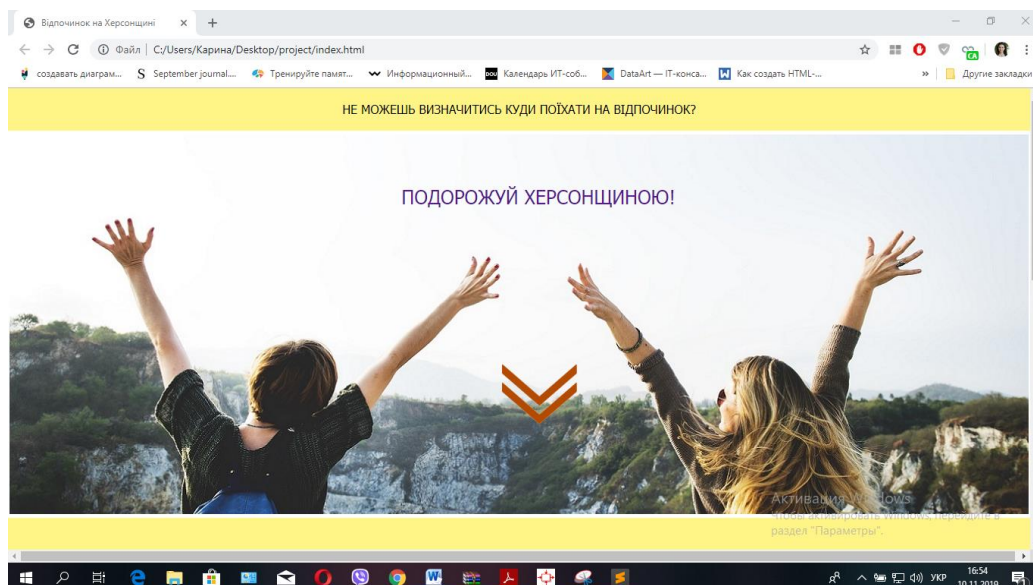 Відпочинок на Херсонщині
Файл
C:/Users/Карина/Desktop/project/index.html
создавать диаграм...
September journal....
Тренируйте памят...
Информационный...
DOU
Календарь ИТ-соб...
DataArt — IT-конса...
Как создать HTML-...
»
Другие закладки
НЕ МОЖЕШЬ ВИЗНАЧИТИСЬ КУДИ ПОЇХАТИ НА ВІДПОЧИНОК?
ПОДОРОЖУЙ ХЕРСОНЩИНОЮ!
Активация Windows
Чтобы активировать Windows, перейдите в
раздел "Параметры".
УКР
16:54
10.11.2019